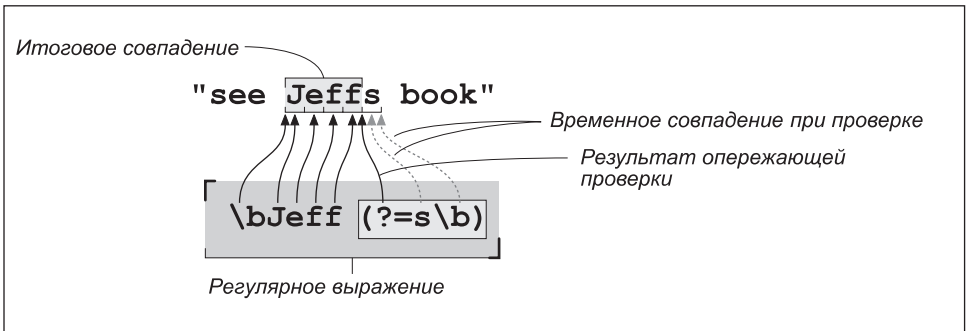 Итоговое совпадение
"see Jeffs book"
Временное совпадение при проверке
Результат опережающей
проверки
\bJeff (?=s\b)
Регулярное выражение